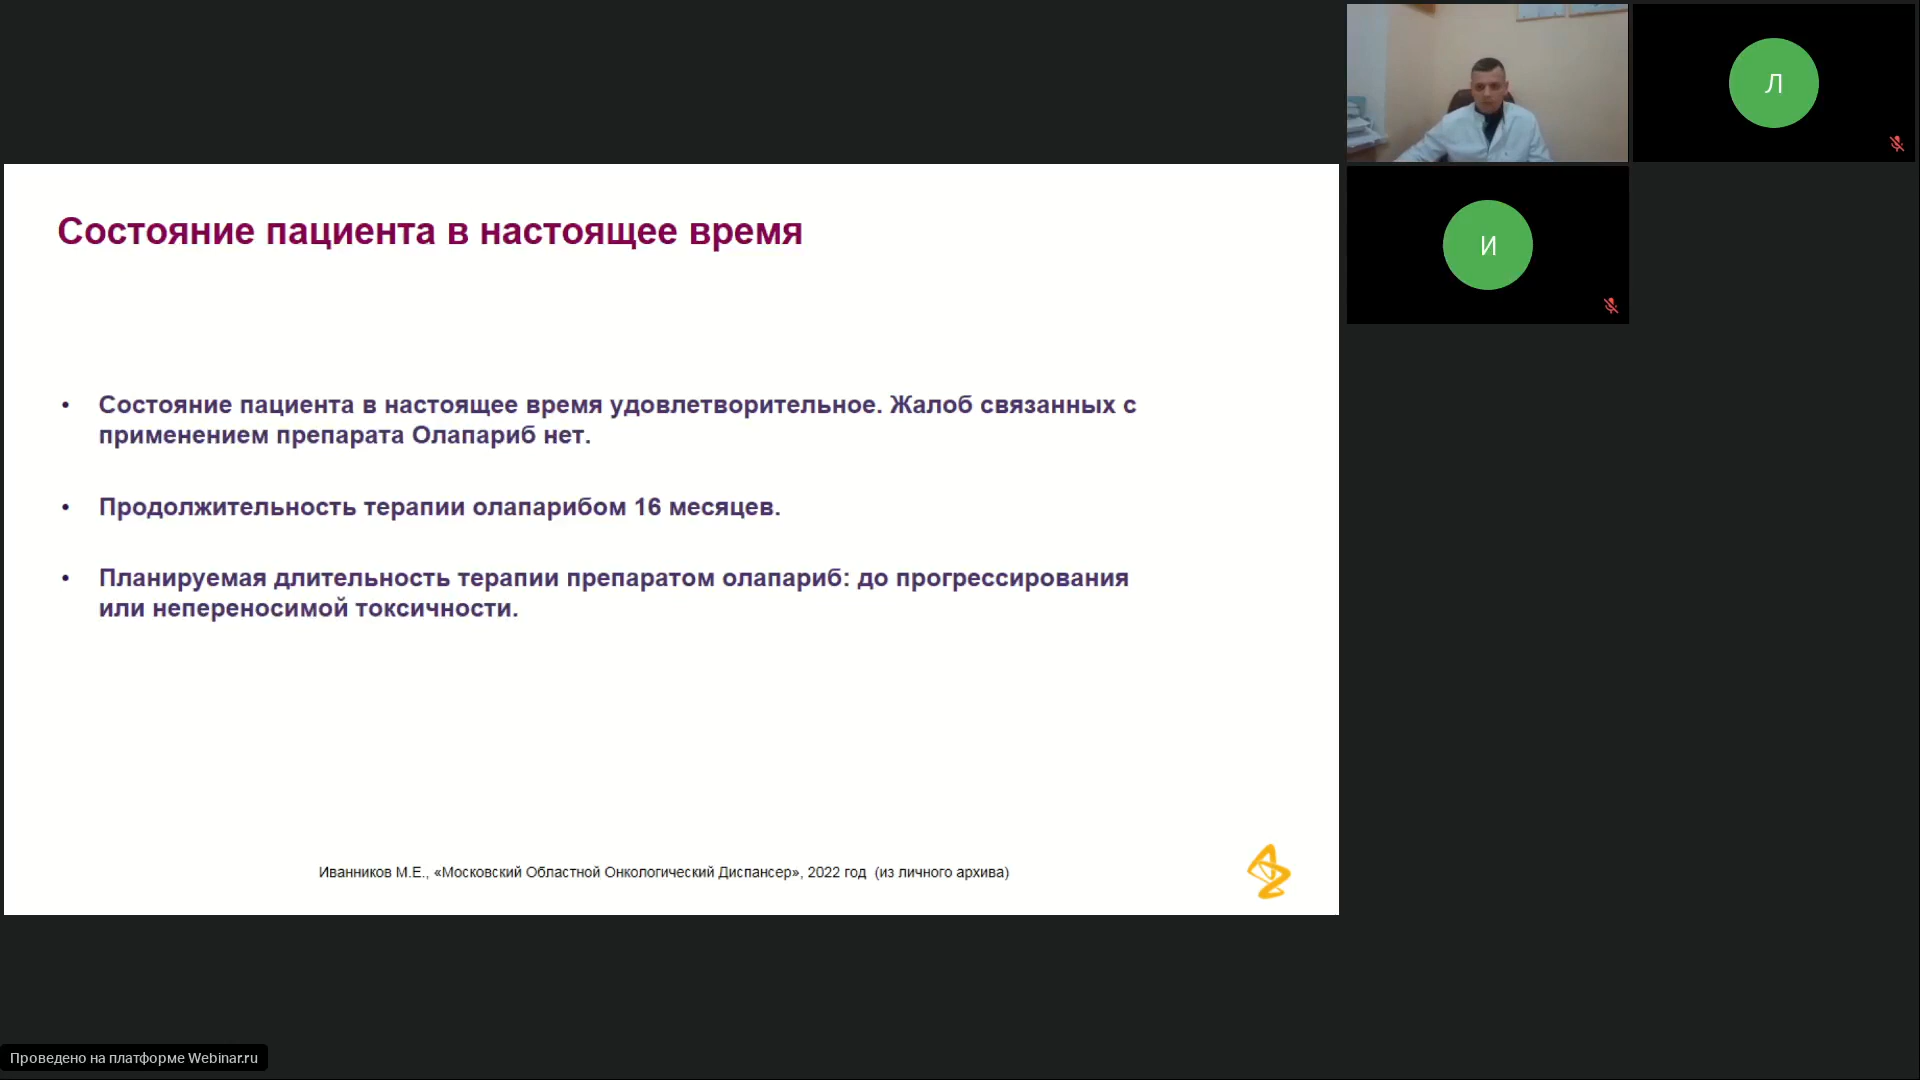 Состояние пациента в настоящее время
• Состояние пациента в настоящее время удовлетворительное. Жалоб связанных с
применением препарата Олапариб нет.
• Продолжительность терапии олапарибом 16 месяцев.
• Планируемая длительность терапии препаратом олапариб: до прогрессирования
или непереносимой токсичности.
Иванников М.Е., «Московский Областной Онкологический Диспансер», 2022 год (из личного архива)
Л
И
Проведено на платформе Webinar.ru